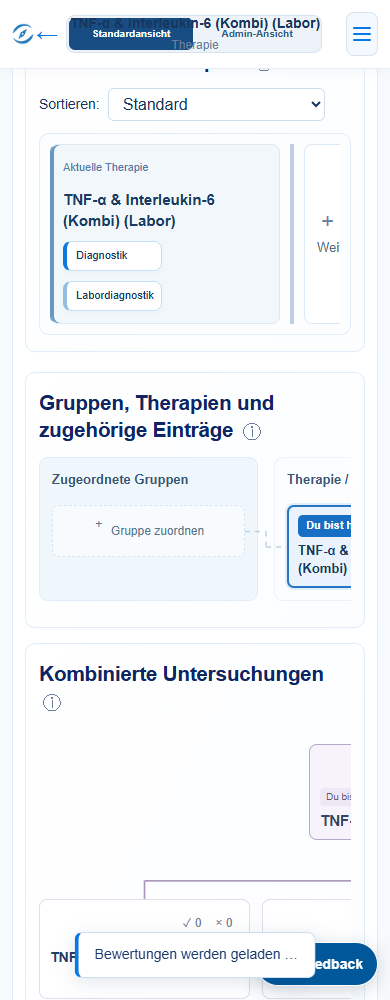 TNF-α & Interleukin-6 (Kombi) (Labor)
Standardansicht
Admin-Ansicht
Therapie
Sortieren:
Standard
Aktuelle Therapie
TNF-α & Interleukin-6
(Kombi) (Labor)
Diagnostik
Labordiagnostik
+
Wei
Gruppen, Therapien und
zugehörige Einträge ⓘ
Zugeordnete Gruppen
+ Gruppe zuordnen
Therapie /
Du bist h
TNF-α &
(Kombi)
Kombinierte Untersuchungen
ⓘ
Du bis
TNF-
✓ 0 × 0
TNF
Bewertungen werden geladen …
edback